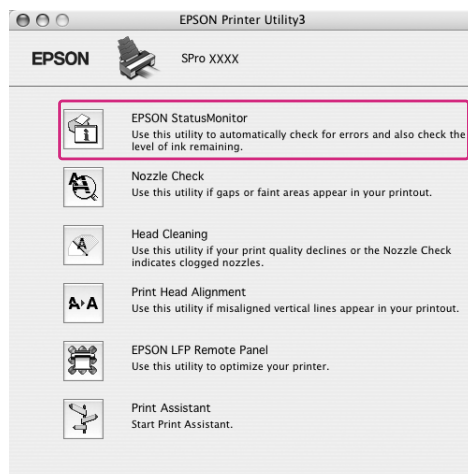 EPSON Printer Utility3
EPSON
SPro XXXX
EPSON StatusMonitor
Use this utility to automatically check for errors and also check the
level of ink remaining.
Nozzle Check
Use this utility if gaps or faint areas appear in your printout.
Head Cleaning
Use this utility if your print quality declines or the Nozzle Check
indicates clogged nozzles.
Print Head Alignment
Use this utility if misaligned vertical lines appear in your printout.
EPSON LFP Remote Panel
Use this utility to optimize your printer.
Print Assistant
Start Print Assistant.